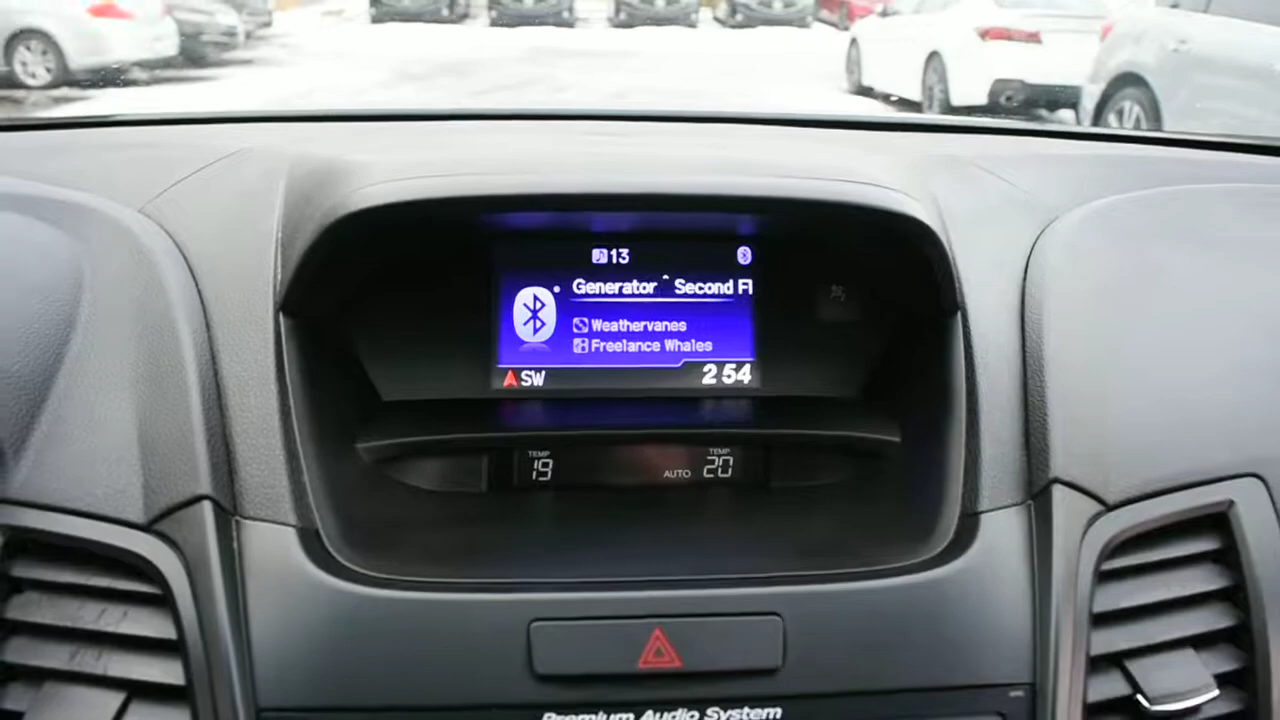 13
Generator ^ Second Fl
Weathervanes
Freelance Whales
SW 2 54
TEMP TEMP
19 AUTO 20
Premium Audio System